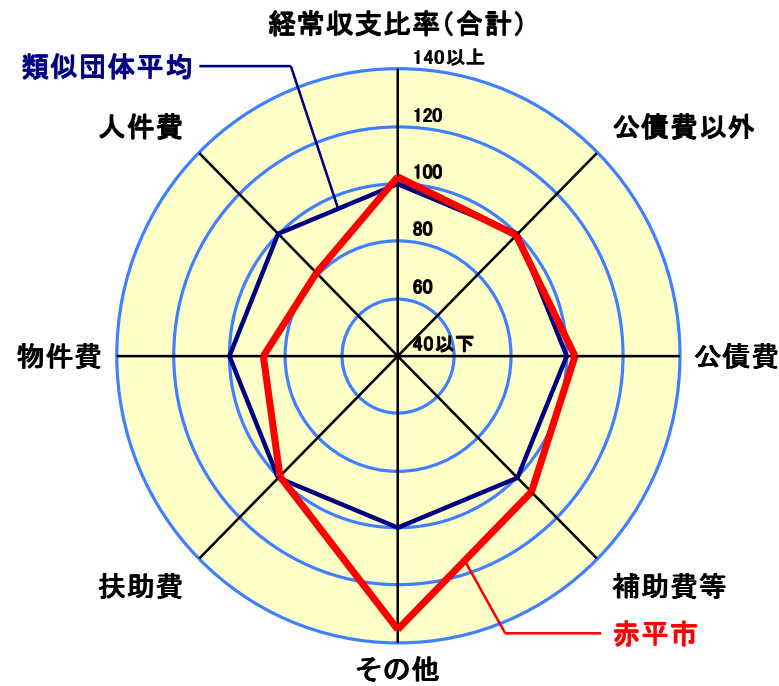 経常収支比率（合計）
140以上
類似団体平均
人件費
120
公債費以外
100
80
60
物件費
40以下
公債費
扶助費
補助費等
赤平市
その他